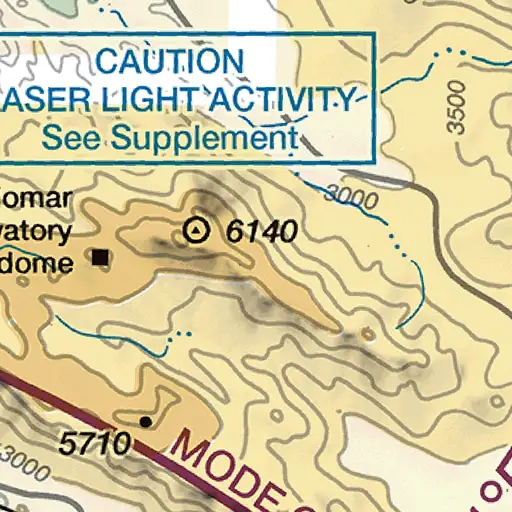 CAUTION
ASER LIGHT ACTIVITY
See Supplement
3500
3000
omar
vatory
dome
6140
5710
3000
MODE